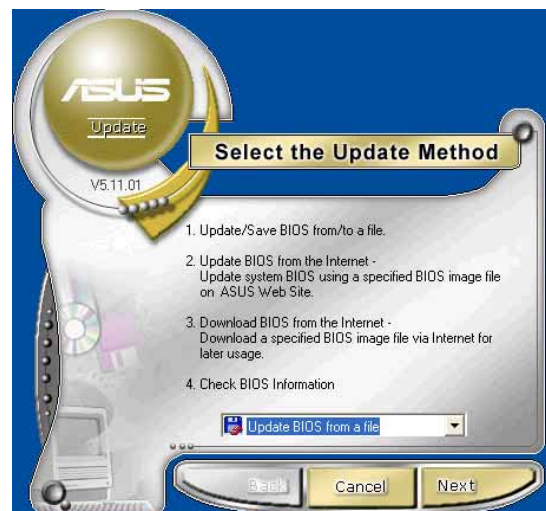 ASUS
Update
V5.11.01
Select the Update Method
1. Update/Save BIOS from/to a file.
2. Update BIOS from the Internet -
Update system BIOS using a specified BIOS image file
on ASUS Web Site.
3. Download BIOS from the Internet -
Download a specified BIOS image file via Internet for
later usage.
4. Check BIOS Information
Update BIOS from a file
Back
Cancel
Next